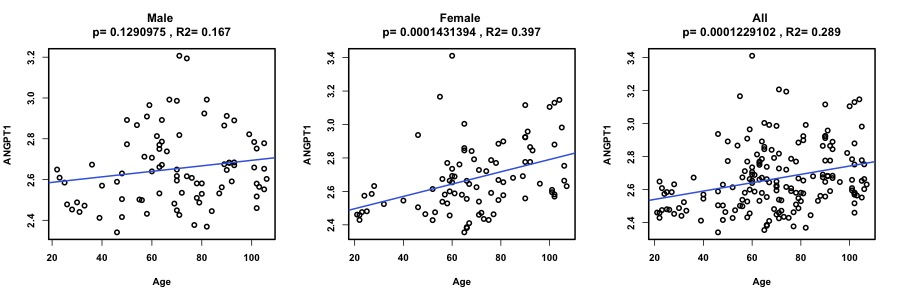 Male
p= 0.1290975 , R2= 0.167
ANGPT1
3.2
3.0
2.8
2.6
2.4
20 40 60 80 100
Age
Female
p= 0.0001431394 , R2= 0.397
ANGPT1
3.4
3.2
3.0
2.8
2.6
2.4
20 40 60 80 100
Age
All
p= 0.0001229102 , R2= 0.289
ANGPT1
3.4
3.2
3.0
2.8
2.6
2.4
20 40 60 80 100
Age